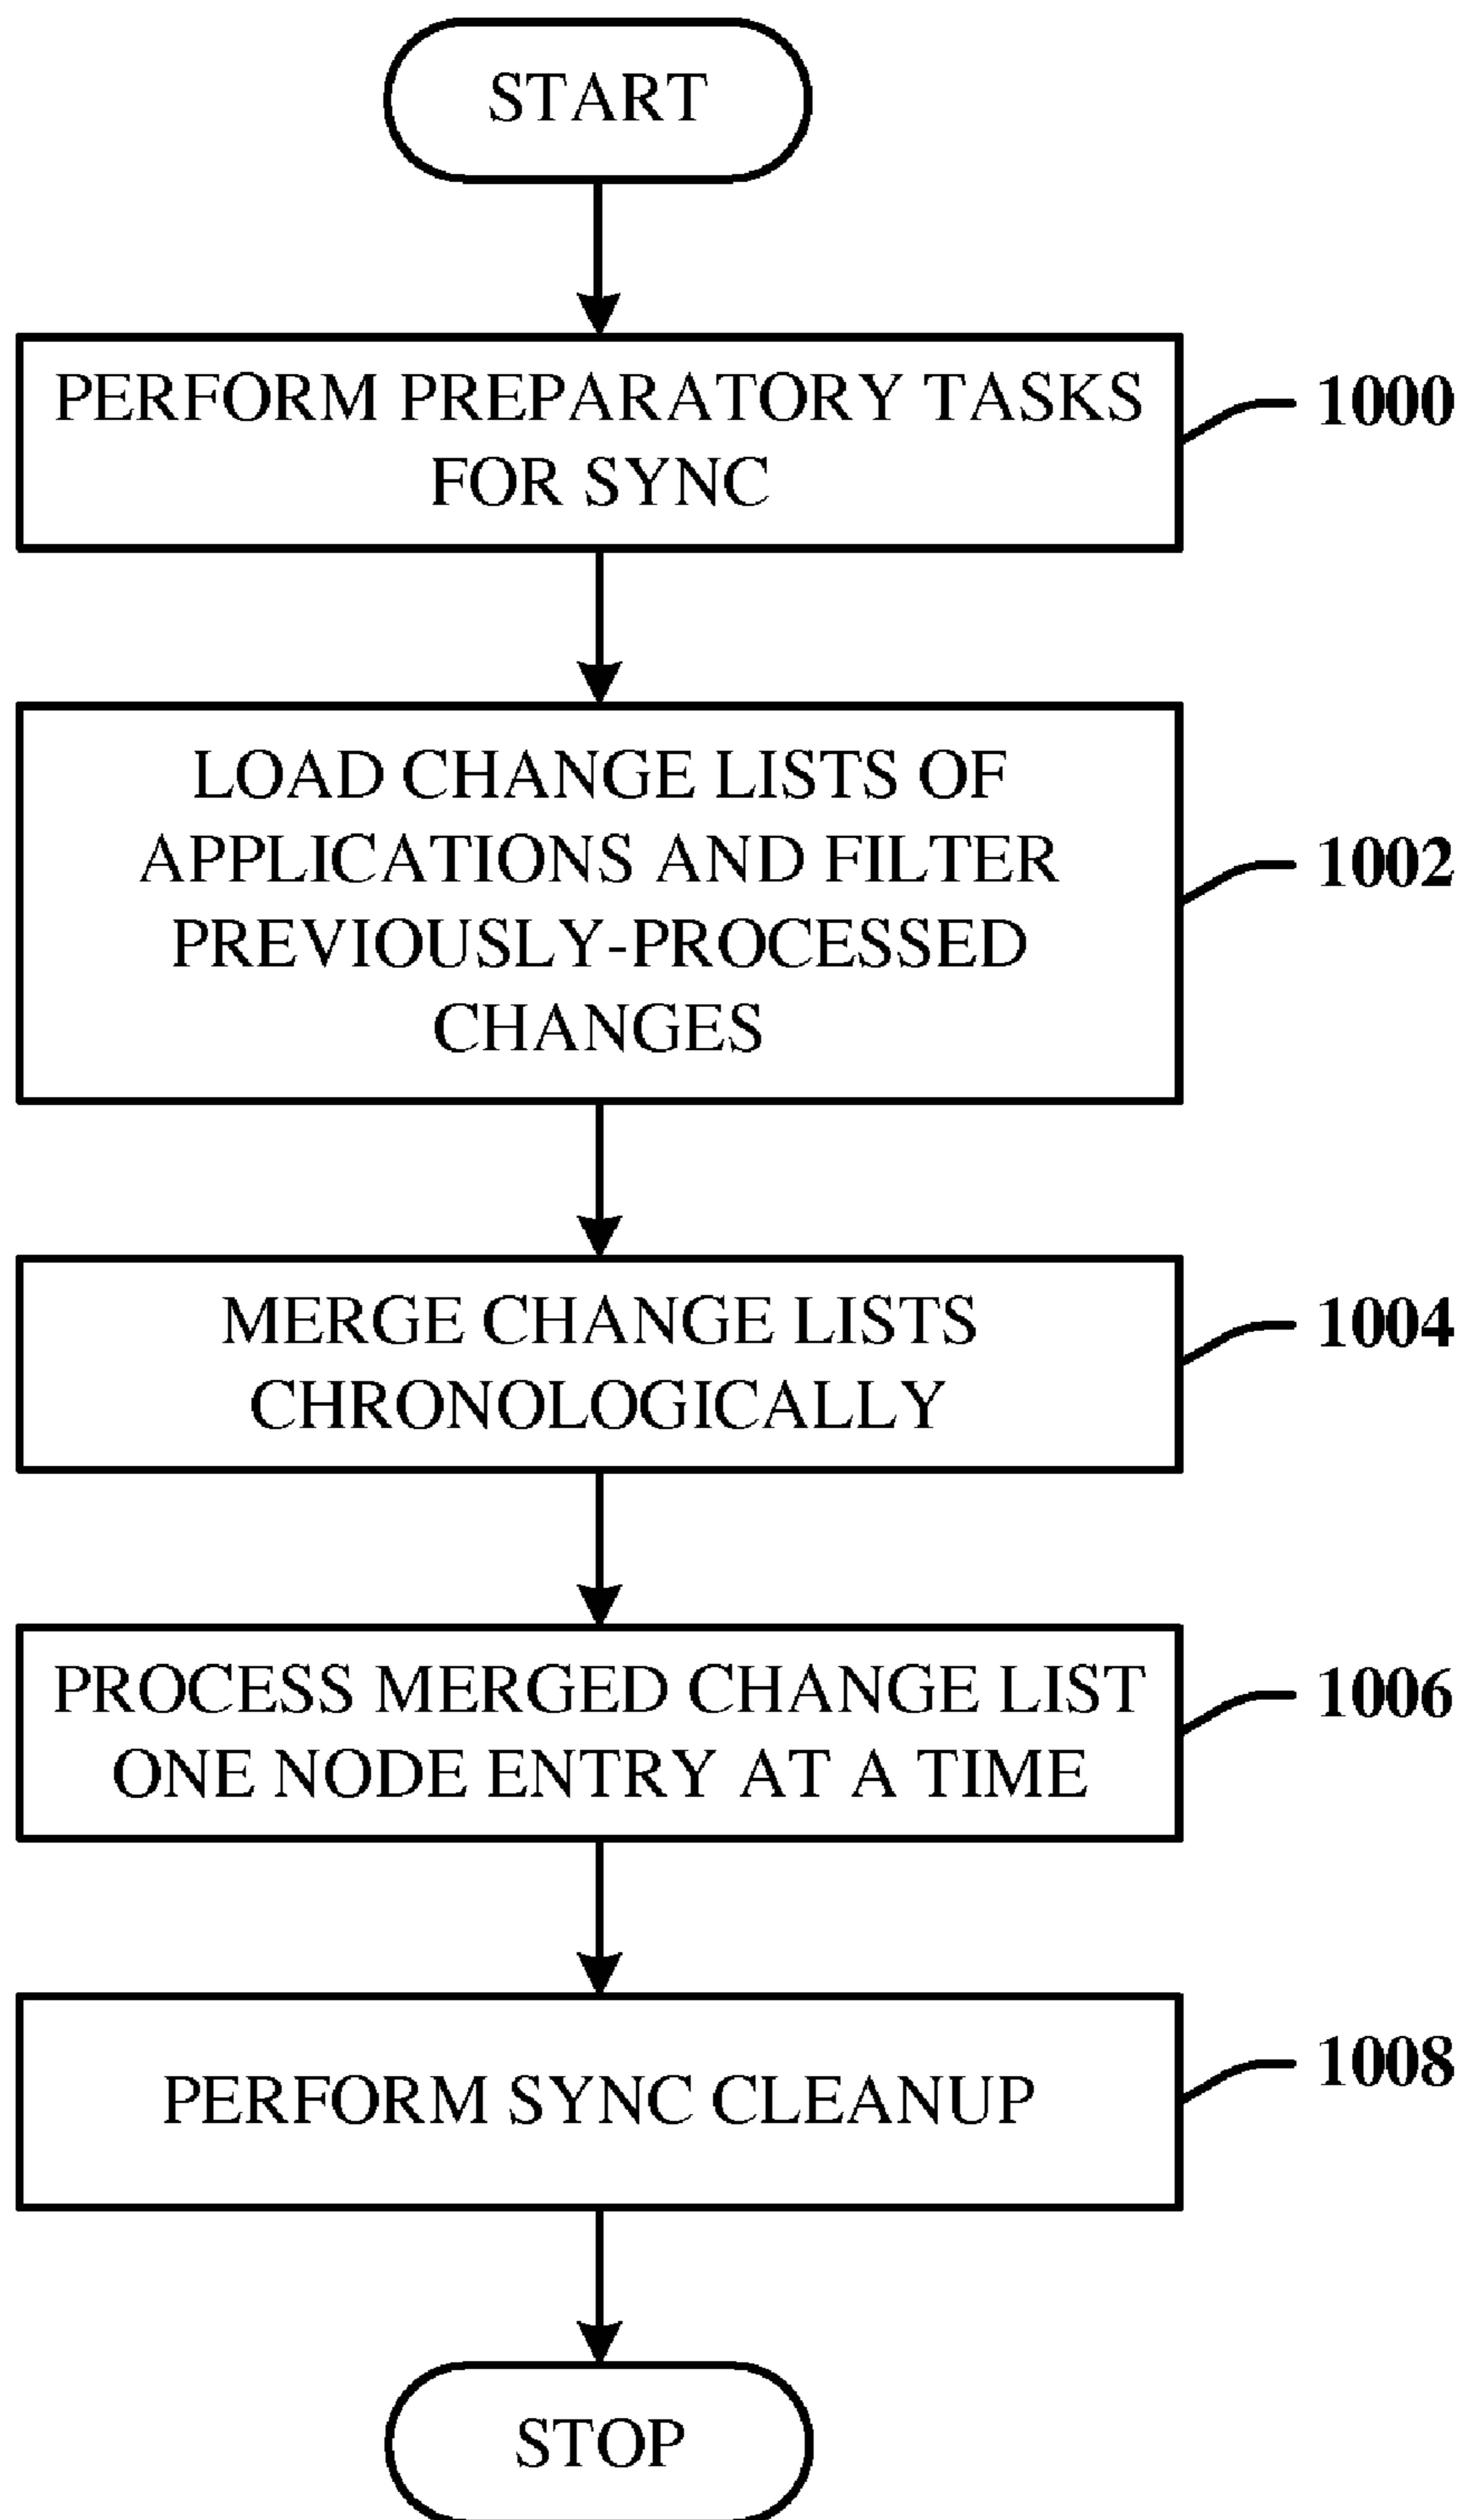 START
PERFORM PREPARATORY TASKS
FOR SYNC
1000
LOAD CHANGE LISTS OF
APPLICATIONS AND FILTER
PREVIOUSLY-PROCESSED
CHANGES
1002
MERGE CHANGE LISTS
CHRONOLOGICALLY
1004
PROCESS MERGED CHANGE LIST
ONE NODE ENTRY AT A TIME
1006
PERFORM SYNC CLEANUP
1008
STOP